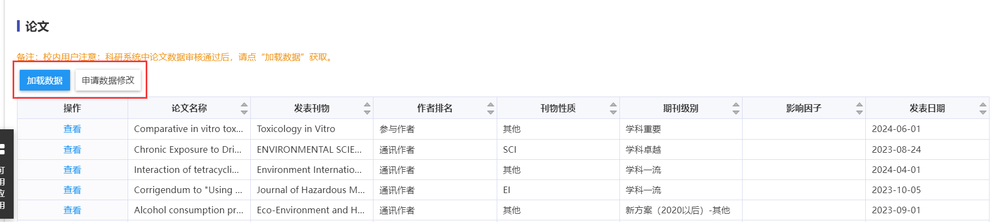 论文
备注：校内用户注意：科研系统中论文数据审核通过后，请点“加载数据”获取。
加载数据 申请数据修改
操作 论文名称 发表刊物 作者排名 刊物性质 期刊级别 影响因子 发表日期
查看 Comparative in vitro tox... Toxicology in Vitro 参与作者 其他 学科重要 2024-06-01
查看 Chronic Exposure to Dri... ENVIRONMENTAL SCIE... 通讯作者 SCI 学科卓越 2023-08-24
查看 Interaction of tetracycli... Environment Internatio... 通讯作者 其他 学科一流 2024-04-01
查看 Corrigendum to "Using ... Journal of Hazardous M... 通讯作者 EI 学科一流 2023-10-05
查看 Alcohol consumption pr... Eco-Environment and H... 通讯作者 其他 新方案（2020以后）-其他 2023-09-01
可
用
应
用